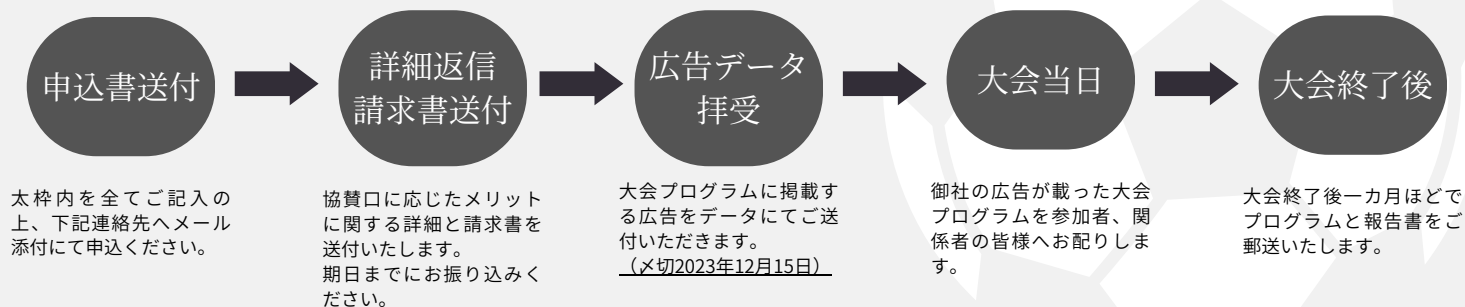 申込書送付
太枠内を全てご記入の
上、下記連絡先へメール
添付にて申込ください。
詳細返信
請求書送付
協賛口に応じたメリット
に関する詳細と請求書を
送付いたします。
期日までにお振り込みく
ださい。
広告データ
拝受
大会プログラムに掲載す
る広告をデータにてご送
付いただきます。
（〆切2023年12月15日）
大会当日
御社の広告が載った大会
プログラムを参加者、関
係者の皆様へお配りしま
す。
大会終了後
大会終了後一カ月ほどで
プログラムと報告書をご
郵送いたします。